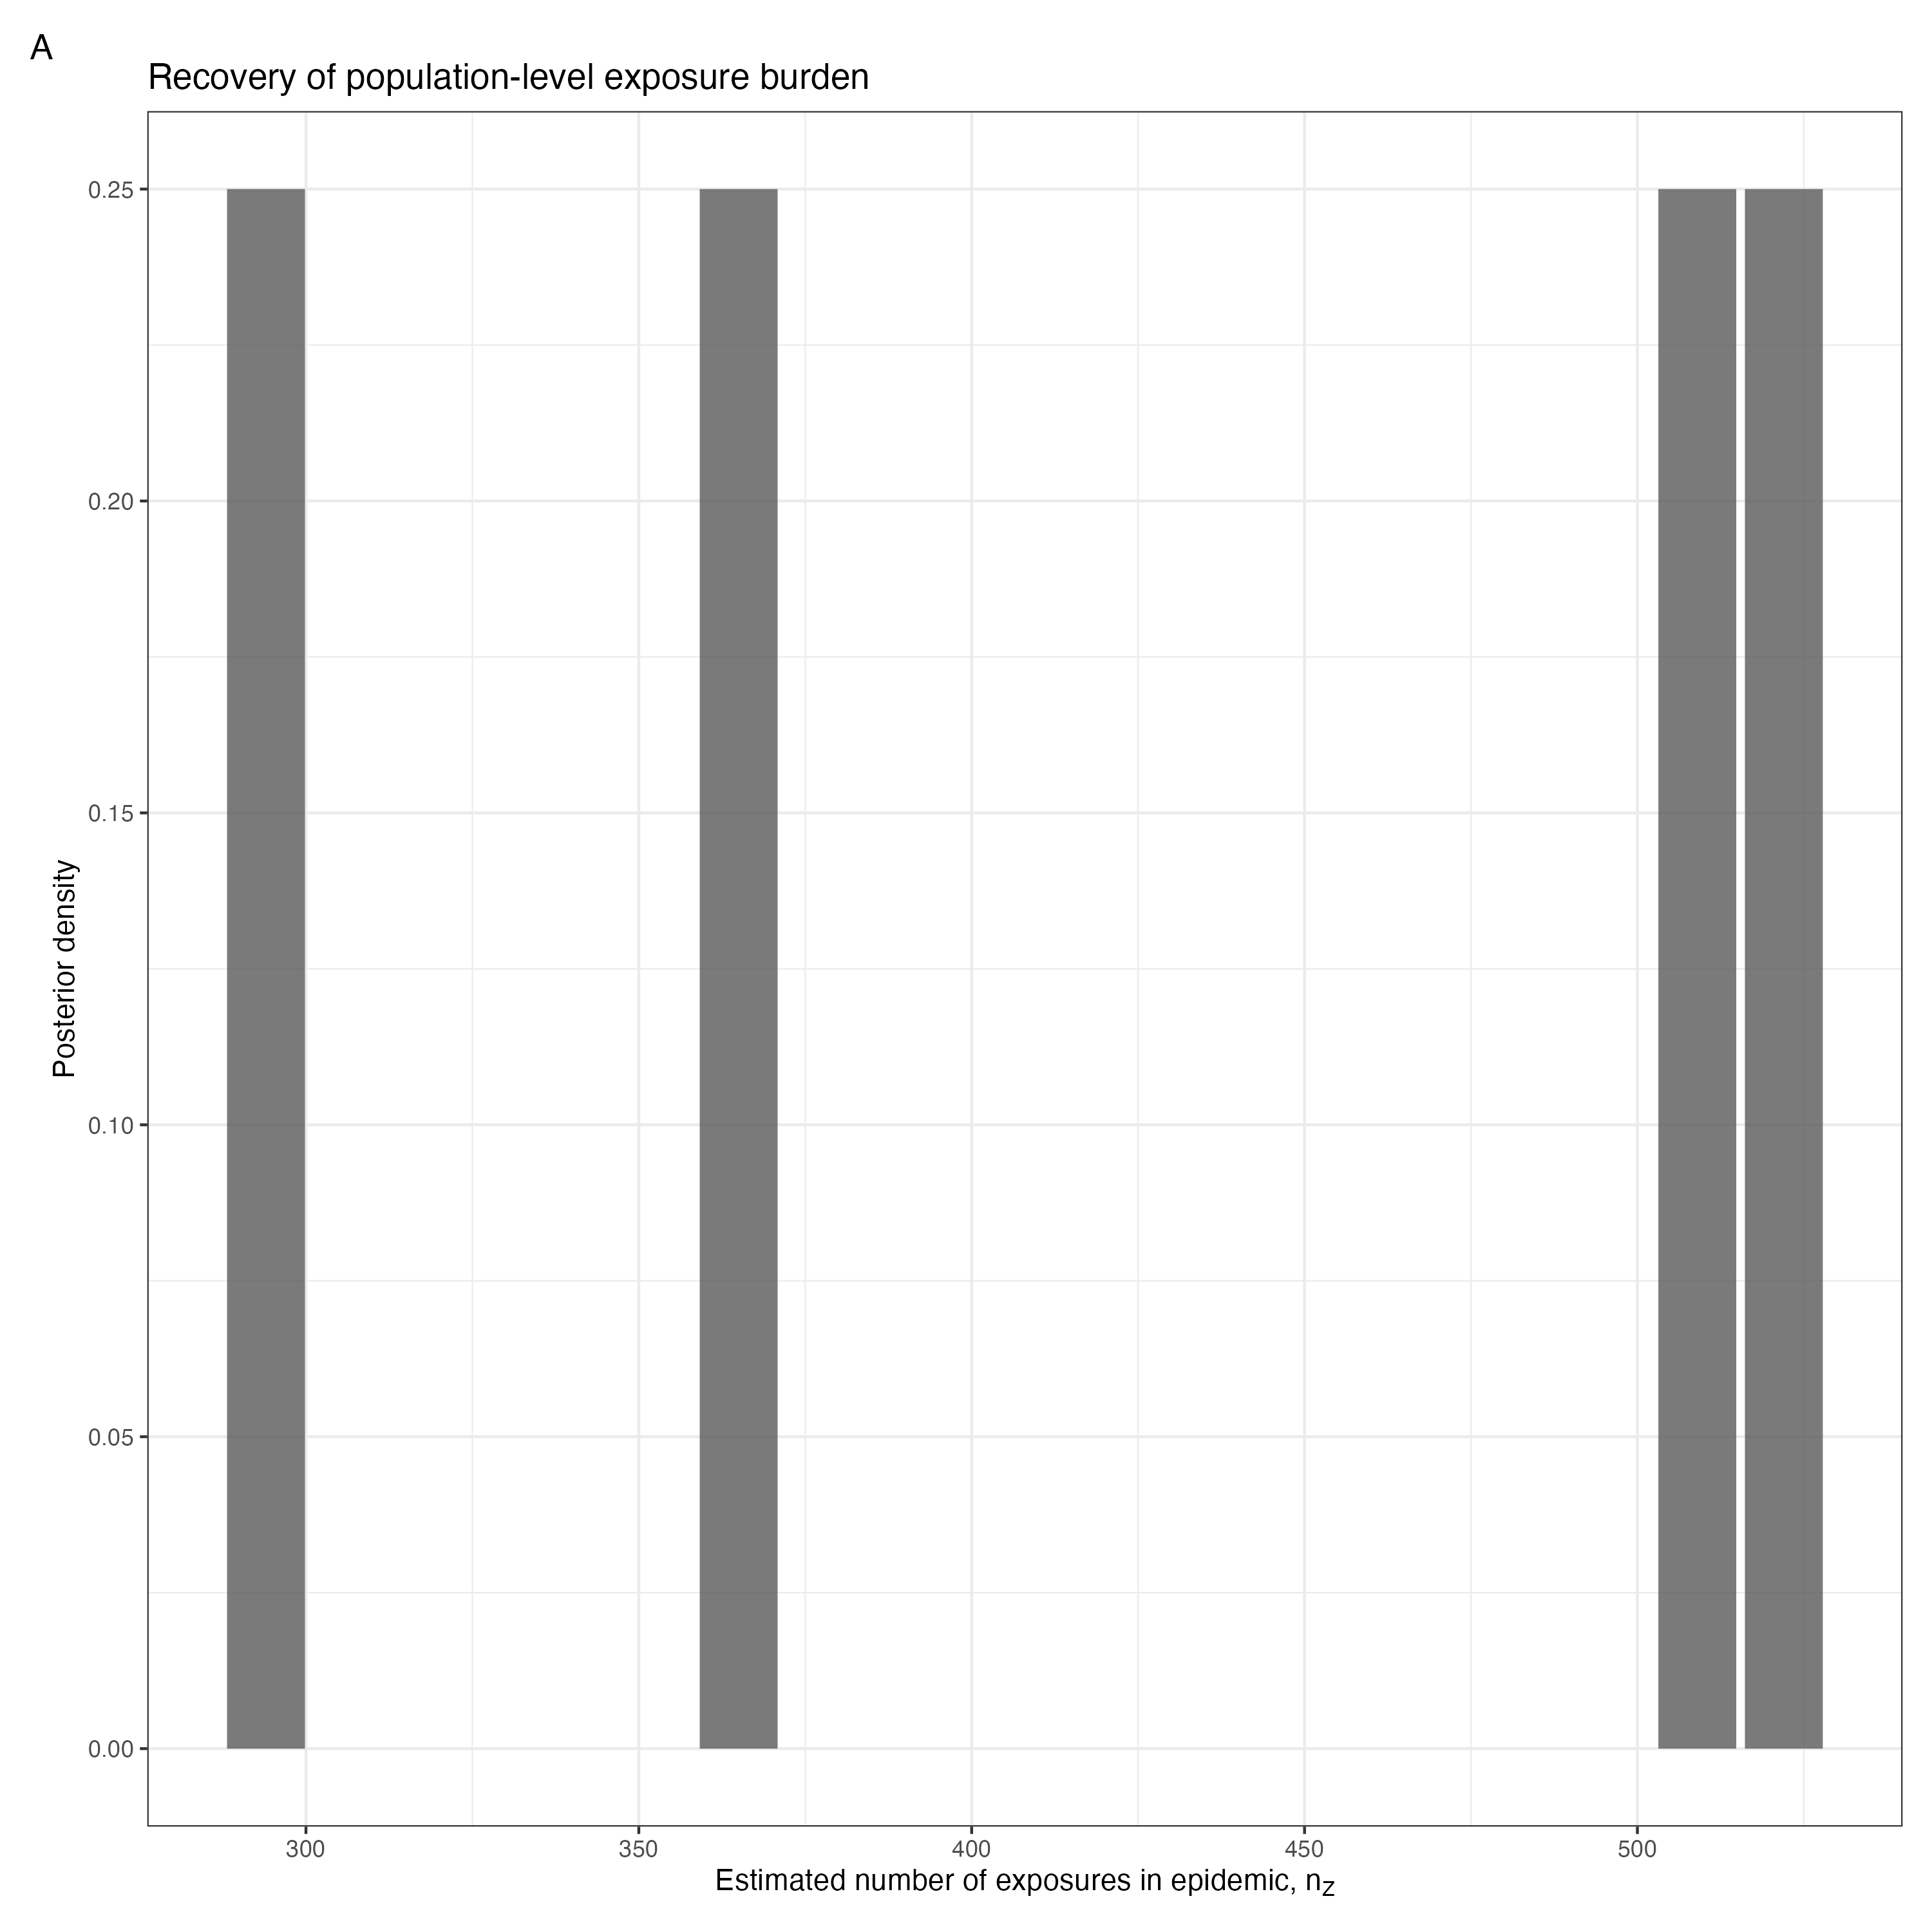 A
Recovery of population-level exposure burden
Posterior density
0.25
0.20
0.15
0.10
0.05
0.00
300 350 400 450 500
Estimated number of exposures in epidemic, nZ